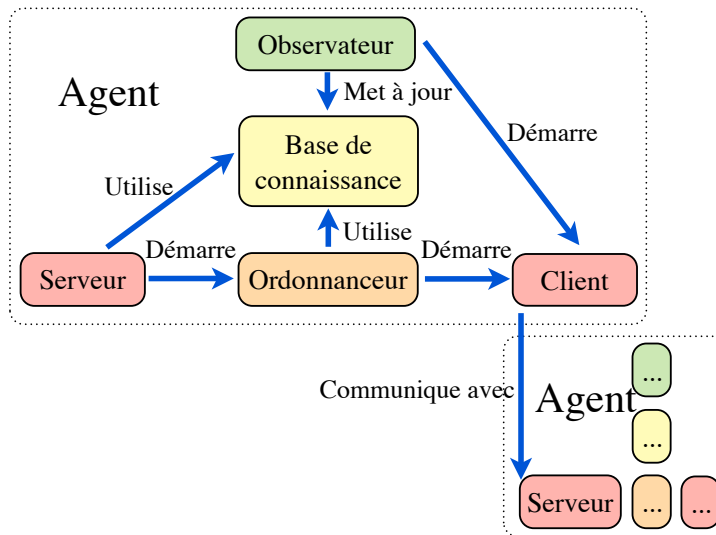 Observateur
Agent
Met à jour
Démarre
Base de
connaissance
Utilise
Utilise
Démarre
Démarre
Serveur
Ordonnanceur
Client
Communique avec
Agent
...
...
Serveur
...
...